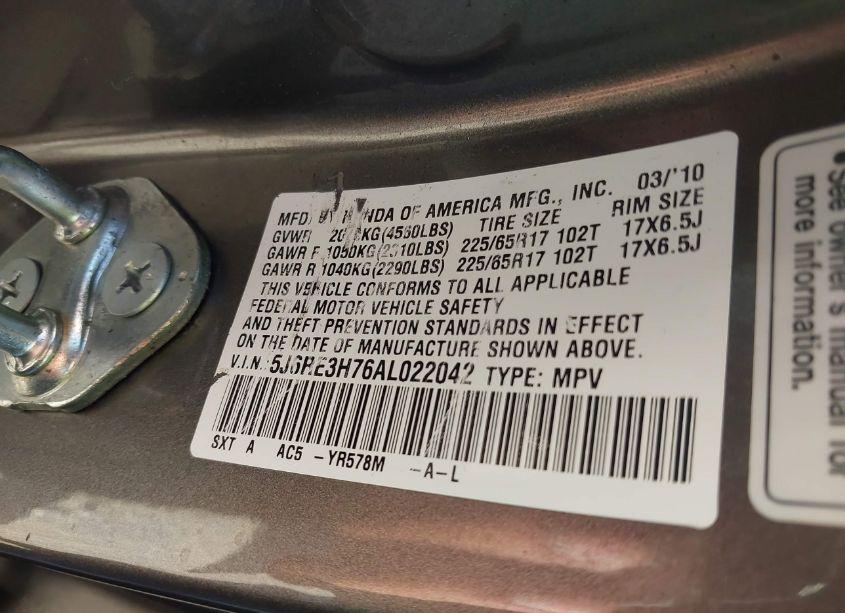 MFD. BY HONDA OF AMERICA MFG., INC. 03/'10
GVWR KG(4560LBS) TIRE SIZE RIM SIZE
GAWR F 1050KG(2310LBS) 225/65R17 102T 17X6.5J
GAWR R 1040KG(2290LBS) 225/65R17 102T 17X6.5J
THIS VEHICLE CONFORMS TO ALL APPLICABLE
FEDERAL MOTOR VEHICLE SAFETY
AND THEFT PREVENTION STANDARDS IN EFFECT
ON THE DATE OF MANUFACTURE SHOWN ABOVE.
V.I.N.: 5J6RE3H76AL022042 TYPE: MPV
SXT A AC5 -YR578M -A-L
•See owner's manual for
more information.